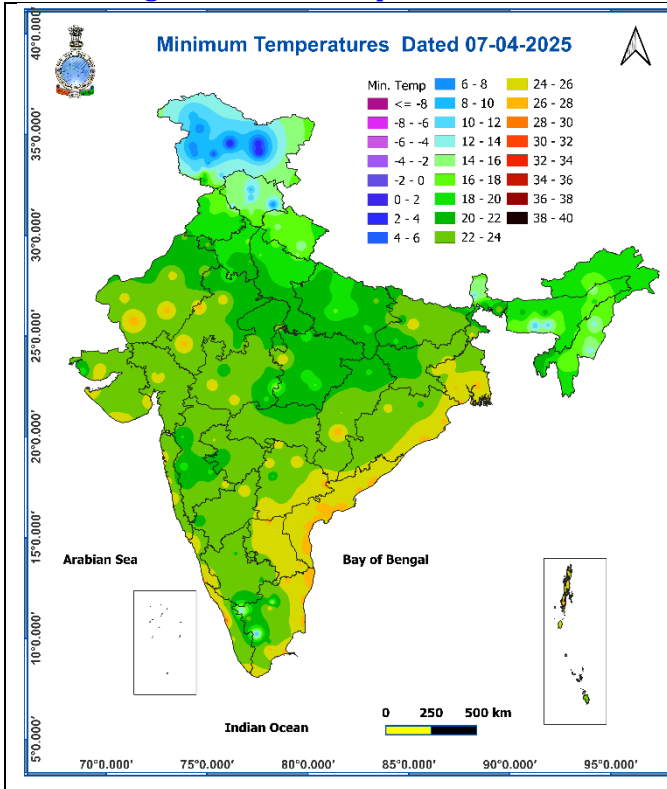 Minimum Temperatures Dated 07-04-2025
Min. Temp
<= -8
-8 - -6
-6 - -4
-4 - -2
-2 - 0
0 - 2
2 - 4
4 - 6
6 - 8
8 - 10
10 - 12
12 - 14
14 - 16
16 - 18
18 - 20
20 - 22
22 - 24
24 - 26
26 - 28
28 - 30
30 - 32
32 - 34
34 - 36
36 - 38
38 - 40
40°0.000'
35°0.000'
30°0.000'
25°0.000'
20°0.000'
15°0.000'
10°0.000'
5°0.000'
Arabian Sea
Bay of Bengal
Indian Ocean
0 250 500 km
70°0.000' 75°0.000' 80°0.000' 85°0.000' 90°0.000' 95°0.000'